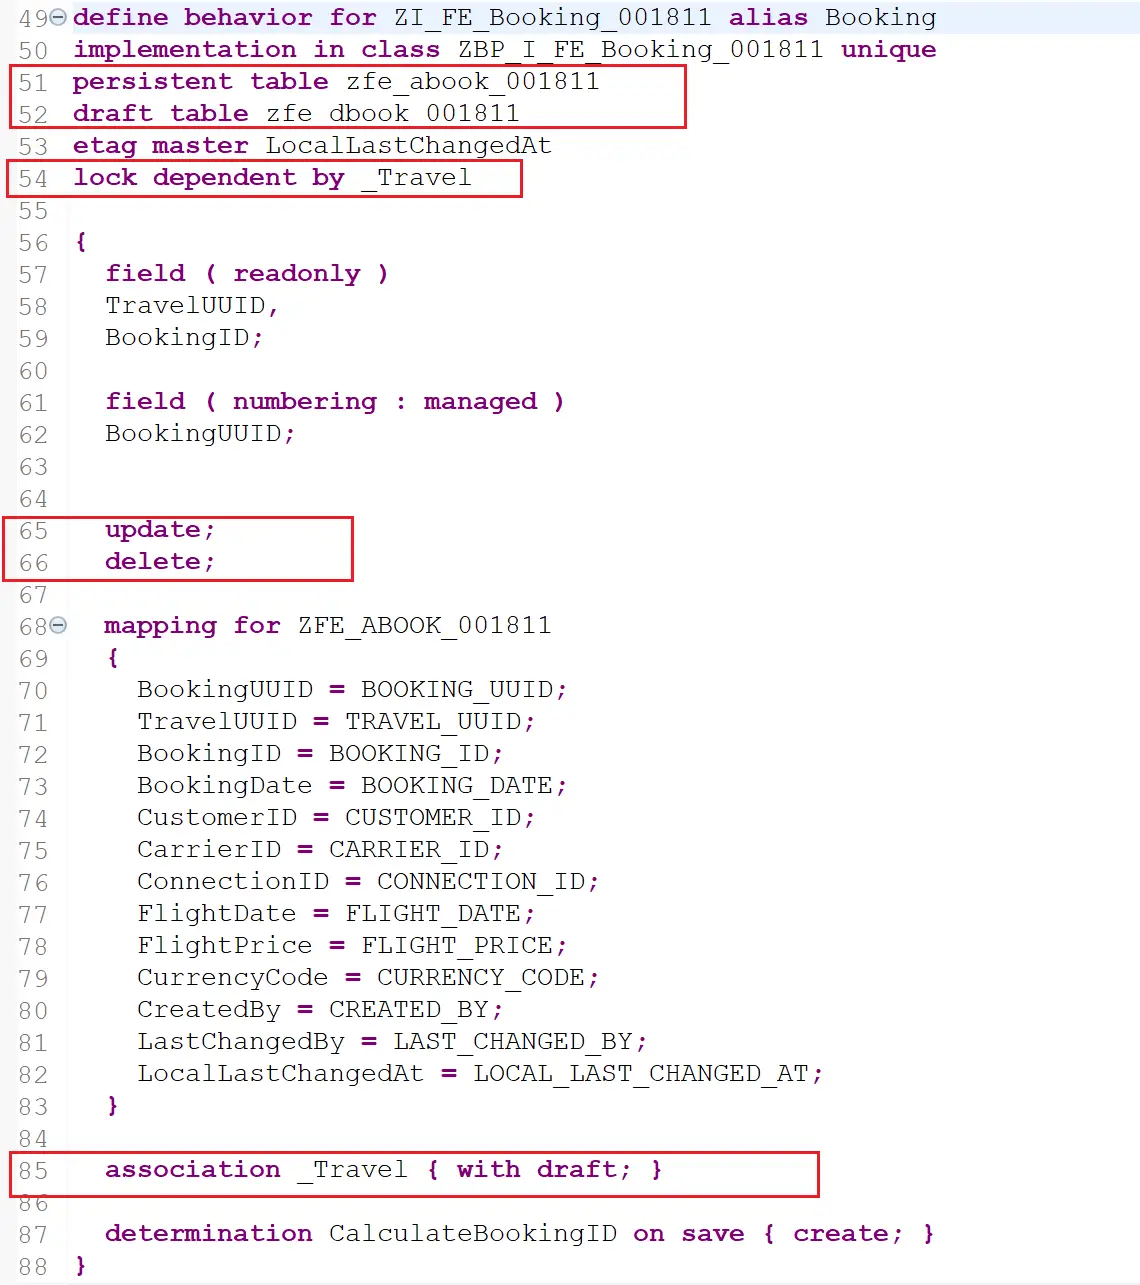 49 define behavior for ZI_FE_Booking_001811 alias Booking
50 implementation in class ZBP_I_FE_Booking_001811 unique
51 persistent table zfe_abook_001811
52 draft table zfe_dbook_001811
53 etag master LocalLastChangedAt
54 lock dependent by _Travel
55
56 {
57   field ( readonly )
58   TravelUUID,
59   BookingID;
60
61   field ( numbering : managed )
62   BookingUUID;
63
64
65   update;
66   delete;
67
68   mapping for ZFE_ABOOK_001811
69   {
70     BookingUUID = BOOKING_UUID;
71     TravelUUID = TRAVEL_UUID;
72     BookingID = BOOKING_ID;
73     BookingDate = BOOKING_DATE;
74     CustomerID = CUSTOMER_ID;
75     CarrierID = CARRIER_ID;
76     ConnectionID = CONNECTION_ID;
77     FlightDate = FLIGHT_DATE;
78     FlightPrice = FLIGHT_PRICE;
79     CurrencyCode = CURRENCY_CODE;
80     CreatedBy = CREATED_BY;
81     LastChangedBy = LAST_CHANGED_BY;
82     LocalLastChangedAt = LOCAL_LAST_CHANGED_AT;
83   }
84
85   association _Travel { with draft; }
86
87   determination CalculateBookingID on save { create; }
88 }